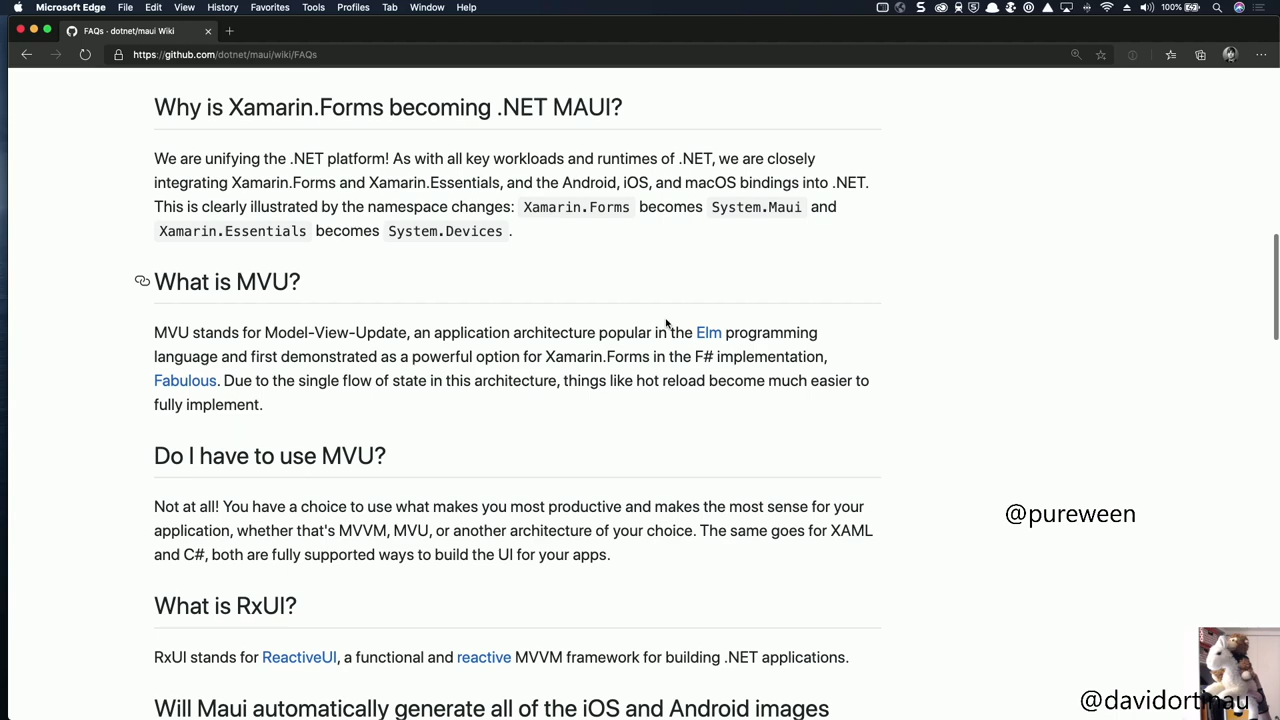 Microsoft Edge File Edit View History Favorites Tools Profiles Tab Window Help 100%
FAQs · dotnet/maui Wiki
https://github.com/dotnet/maui/wiki/FAQs
Why is Xamarin.Forms becoming .NET MAUI?
We are unifying the .NET platform! As with all key workloads and runtimes of .NET, we are closely
integrating Xamarin.Forms and Xamarin.Essentials, and the Android, iOS, and macOS bindings into .NET.
This is clearly illustrated by the namespace changes: Xamarin.Forms becomes System.Maui and
Xamarin.Essentials becomes System.Devices.
What is MVU?
MVU stands for Model-View-Update, an application architecture popular in the Elm programming
language and first demonstrated as a powerful option for Xamarin.Forms in the F# implementation,
Fabulous. Due to the single flow of state in this architecture, things like hot reload become much easier to
fully implement.
Do I have to use MVU?
Not at all! You have a choice to use what makes you most productive and makes the most sense for your
application, whether that's MVVM, MVU, or another architecture of your choice. The same goes for XAML
and C#, both are fully supported ways to build the UI for your apps.
@pureween
What is RxUI?
RxUI stands for ReactiveUI, a functional and reactive MVVM framework for building .NET applications.
Will Maui automatically generate all of the iOS and Android images
@davidortinau